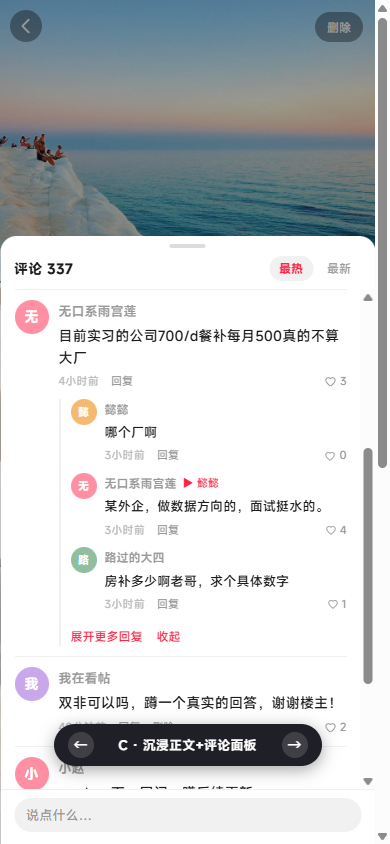 删除
评论 337
最热
最新
无
无口系雨宫莲
目前实习的公司700/d餐补每月500真的不算
大厂
4小时前 回复
3
懿
懿懿
哪个厂啊
3小时前 回复
0
无
无口系雨宫莲 ▶ 懿懿
某外企，做数据方向的，面试挺水的。
3小时前 回复
4
路
路过的大四
房补多少啊老哥，求个具体数字
3小时前 回复
1
展开更多回复 收起
我
我在看帖
双非可以吗，蹲一个真实的回答，谢谢楼主！
2
← C · 沉浸正文+评论面板 →
小
小赵
说点什么...